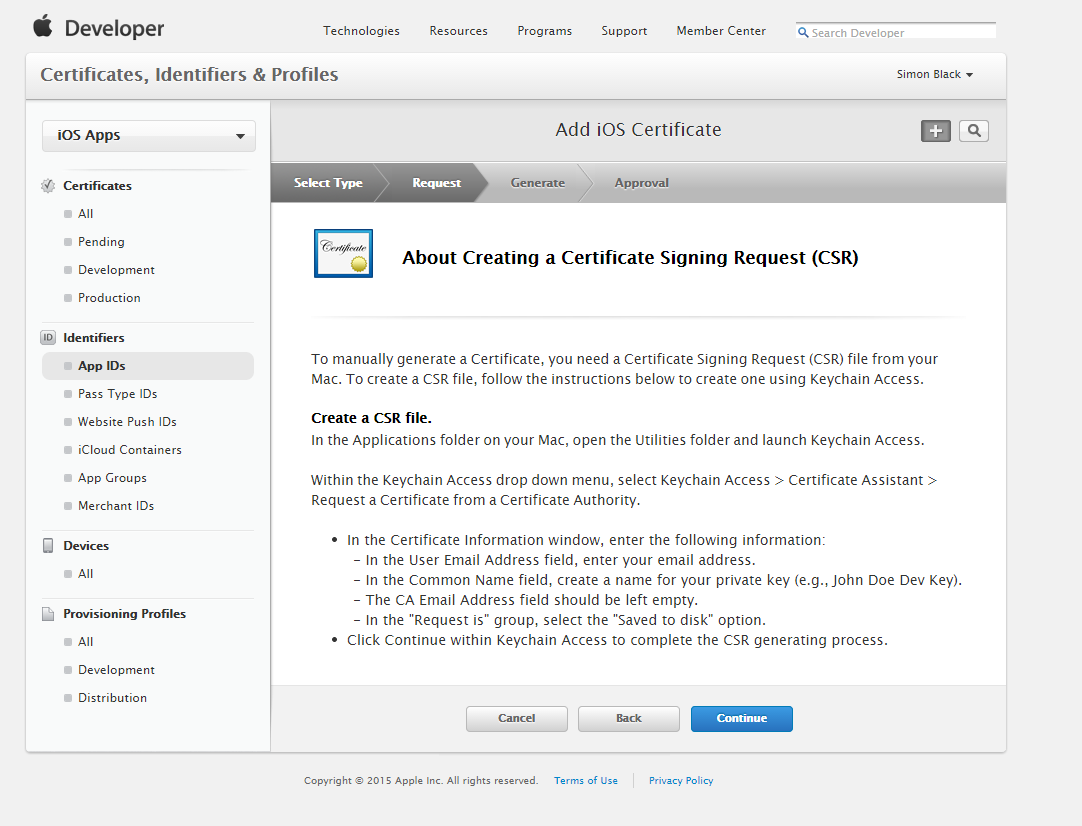 Developer
Technologies Resources Programs Support Member Center Search Developer
Certificates, Identifiers & Profiles
Simon Black
iOS Apps
Certificates
All
Pending
Development
Production
ID Identifiers
App IDs
Pass Type IDs
Website Push IDs
iCloud Containers
App Groups
Merchant IDs
Devices
All
Provisioning Profiles
All
Development
Distribution
Add iOS Certificate
Select Type Request Generate Approval
Certificate
About Creating a Certificate Signing Request (CSR)
To manually generate a Certificate, you need a Certificate Signing Request (CSR) file from your
Mac. To create a CSR file, follow the instructions below to create one using Keychain Access.
Create a CSR file.
In the Applications folder on your Mac, open the Utilities folder and launch Keychain Access.
Within the Keychain Access drop down menu, select Keychain Access > Certificate Assistant >
Request a Certificate from a Certificate Authority.
• In the Certificate Information window, enter the following information:
– In the User Email Address field, enter your email address.
– In the Common Name field, create a name for your private key (e.g., John Doe Dev Key).
– The CA Email Address field should be left empty.
– In the "Request is" group, select the "Saved to disk" option.
• Click Continue within Keychain Access to complete the CSR generating process.
Cancel Back Continue
Copyright © 2015 Apple Inc. All rights reserved. Terms of Use Privacy Policy